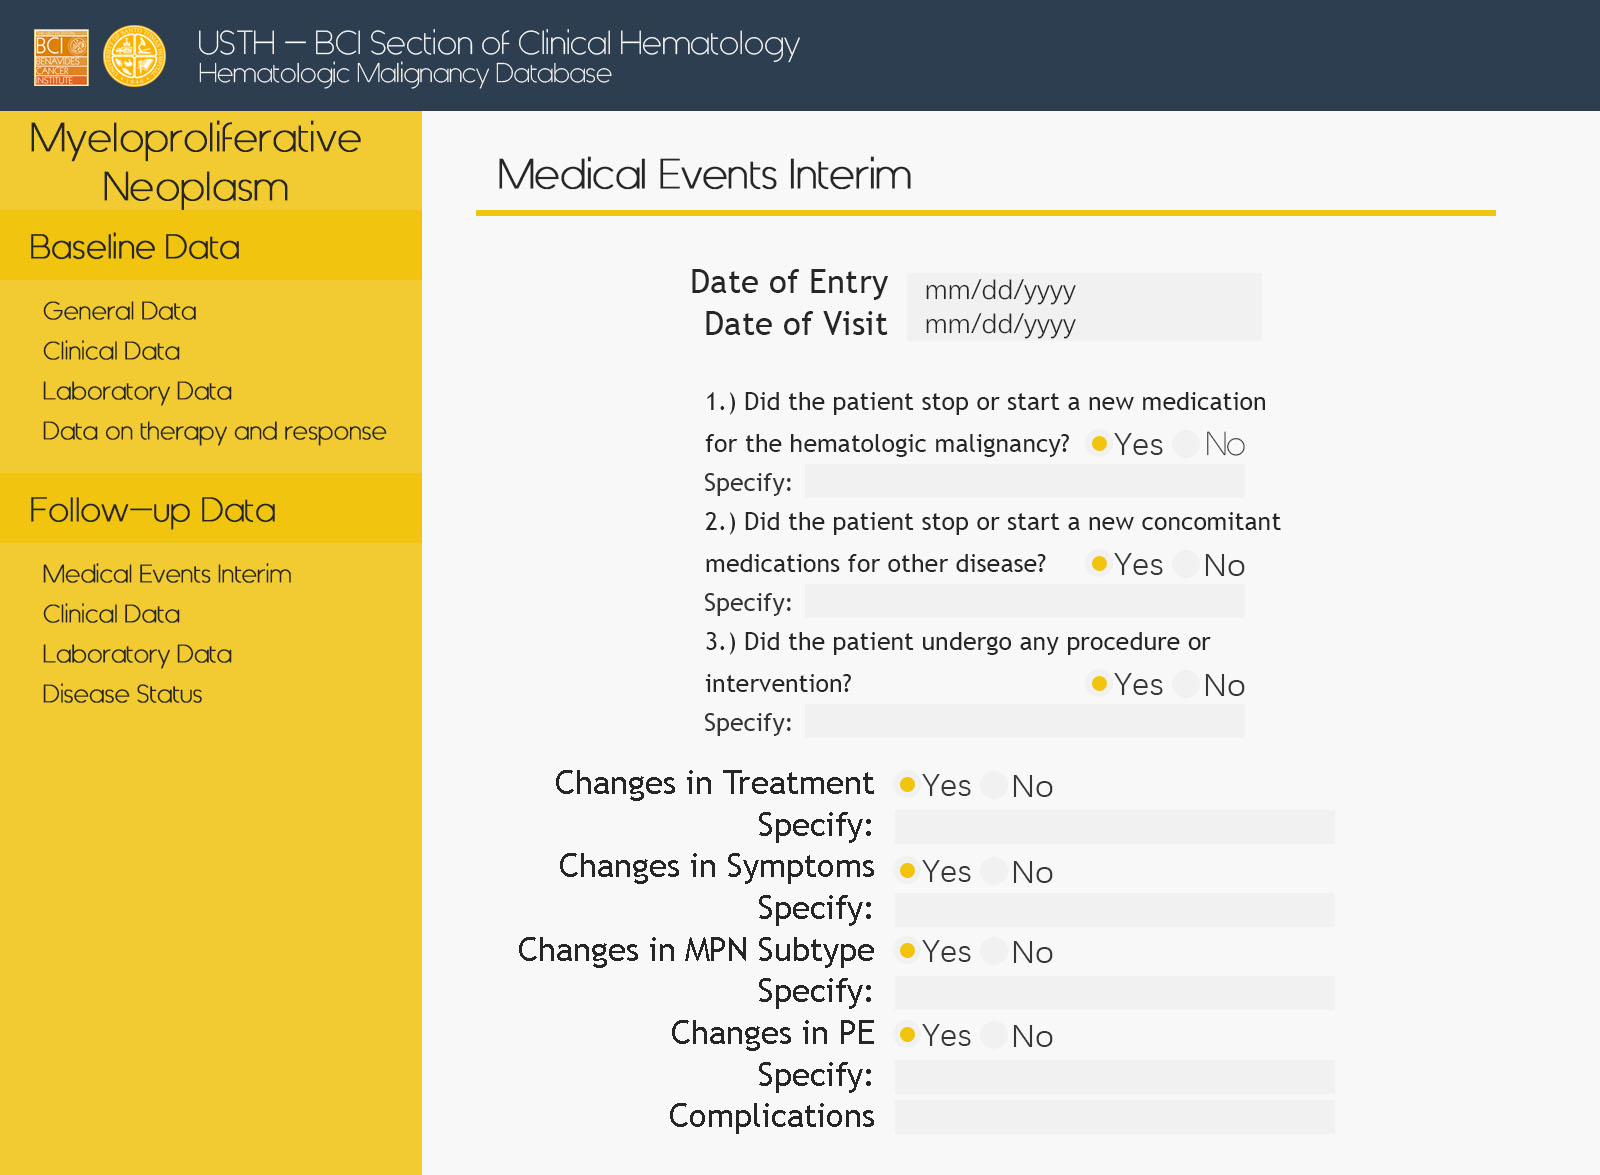 BCI
BENAVIDES
CANCER
INSTITUTE
USTH – BCI Section of Clinical Hematology
Hematologic Malignancy Database
Myeloproliferative
Neoplasm
Baseline Data
General Data
Clinical Data
Laboratory Data
Data on therapy and response
Follow-up Data
Medical Events Interim
Clinical Data
Laboratory Data
Disease Status
Medical Events Interim
Date of Entry mm/dd/yyyy
Date of Visit mm/dd/yyyy
1.) Did the patient stop or start a new medication
for the hematologic malignancy? Yes No
Specify:
2.) Did the patient stop or start a new concomitant
medications for other disease? Yes No
Specify:
3.) Did the patient undergo any procedure or
intervention? Yes No
Specify:
Changes in Treatment Yes No
Specify:
Changes in Symptoms Yes No
Specify:
Changes in MPN Subtype Yes No
Specify:
Changes in PE Yes No
Specify:
Complications